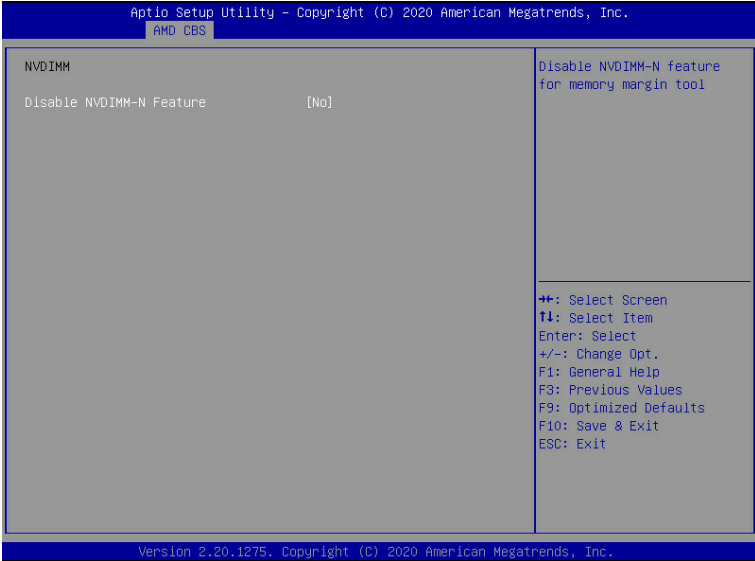 Aptio Setup Utility – Copyright (C) 2020 American Megatrends, Inc.
AMD CBS
NVDIMM
Disable NVDIMM-N Feature [No]
Disable NVDIMM-N feature
for memory margin tool
→←: Select Screen
↑↓: Select Item
Enter: Select
+/-: Change Opt.
F1: General Help
F3: Previous Values
F9: Optimized Defaults
F10: Save & Exit
ESC: Exit
Version 2.20.1275. Copyright (C) 2020 American Megatrends, Inc.